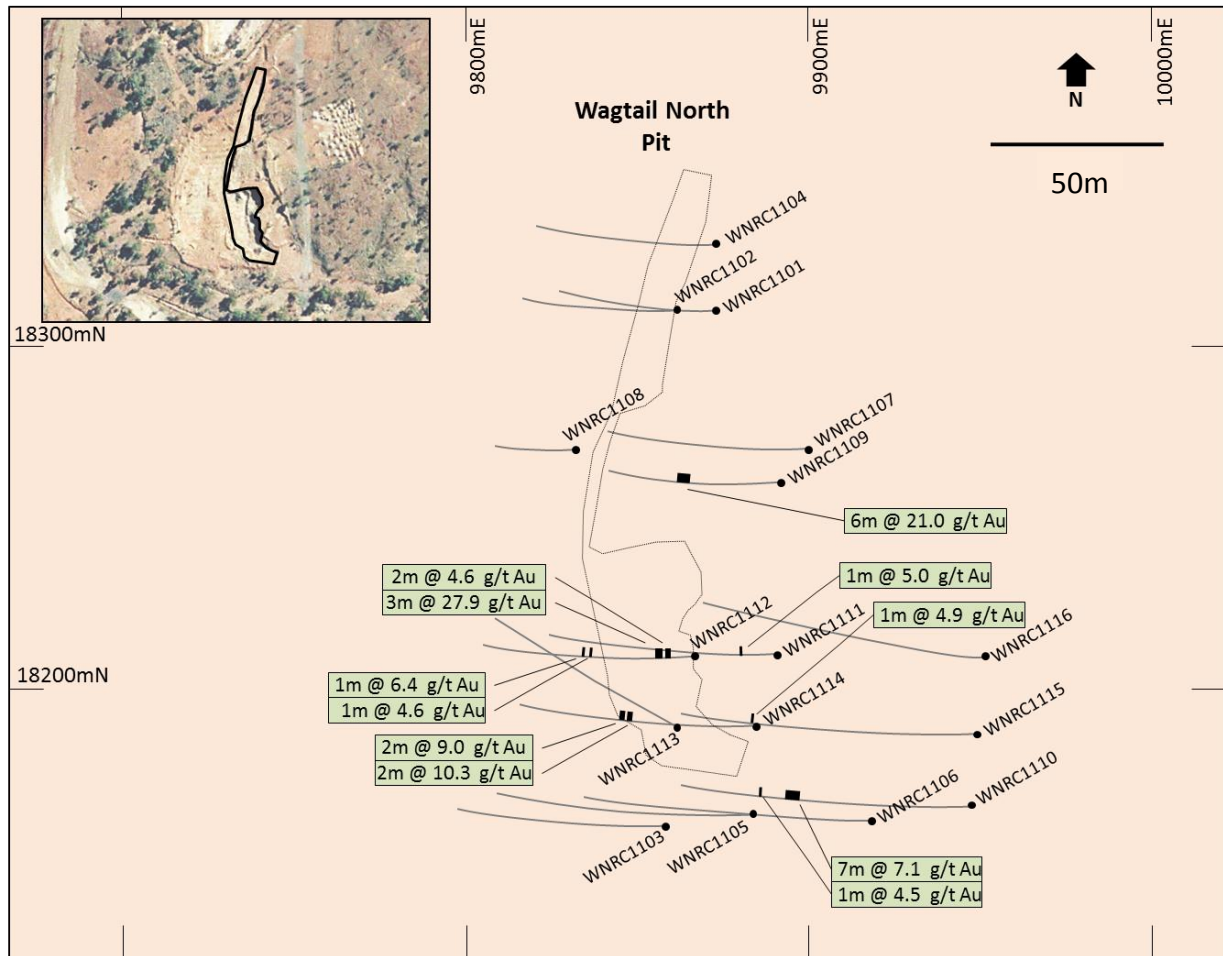 9800mE
9900mE
10000mE
N
50m
Wagtail North
Pit
WNRC1104
WNRC1102
WNRC1101
18300mN
WNRC1108
WNRC1107
WNRC1109
6m @ 21.0 g/t Au
2m @ 4.6 g/t Au
3m @ 27.9 g/t Au
1m @ 5.0 g/t Au
1m @ 4.9 g/t Au
WNRC1112
WNRC1111
WNRC1116
18200mN
1m @ 6.4 g/t Au
1m @ 4.6 g/t Au
WNRC1114
WNRC1115
2m @ 9.0 g/t Au
2m @ 10.3 g/t Au
WNRC1113
WNRC1106
WNRC1110
WNRC1103
WNRC1105
7m @ 7.1 g/t Au
1m @ 4.5 g/t Au